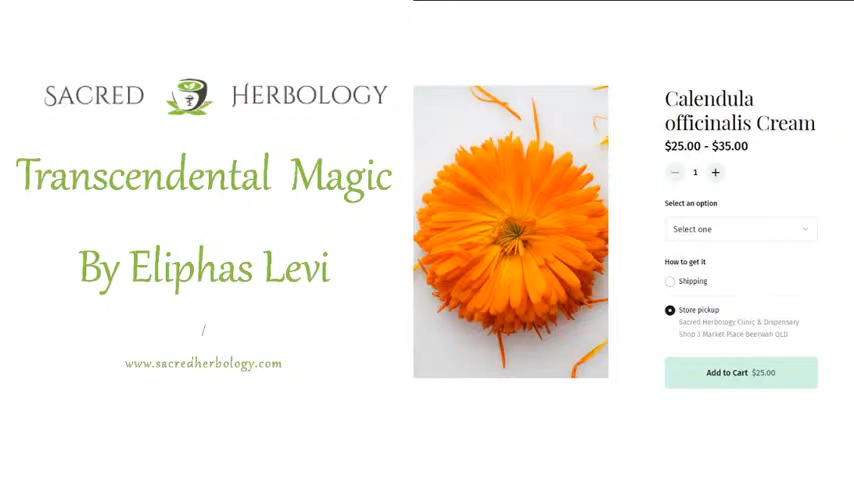 SACRED HERBOLOGY
Transcendental Magic
By Eliphas Levi
/
www.sacredherbology.com
Calendula
officinalis Cream
$25.00 - $35.00
− 1 +
Select an option
Select one
How to get it
Shipping
Store pickup
Sacred Herbology Clinic & Dispensary
Shop 3 Market Place Beerwah QLD
Add to Cart $25.00